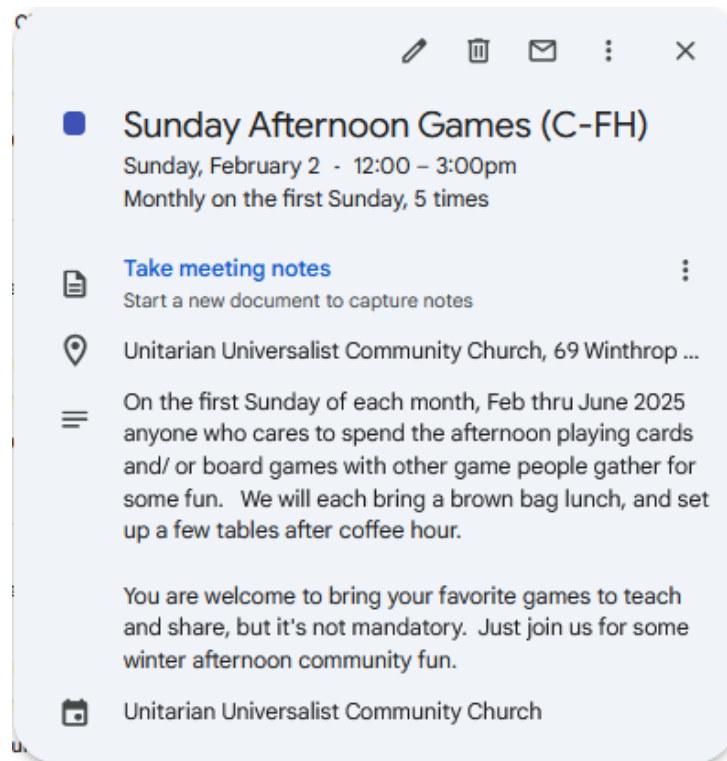 Sunday Afternoon Games (C-FH)
Sunday, February 2 - 12:00 – 3:00pm
Monthly on the first Sunday, 5 times
Take meeting notes
Start a new document to capture notes
Unitarian Universalist Community Church, 69 Winthrop ...
On the first Sunday of each month, Feb thru June 2025
anyone who cares to spend the afternoon playing cards
and/ or board games with other game people gather for
some fun.   We will each bring a brown bag lunch, and set
up a few tables after coffee hour.
You are welcome to bring your favorite games to teach
and share, but it's not mandatory.  Just join us for some
winter afternoon community fun.
Unitarian Universalist Community Church